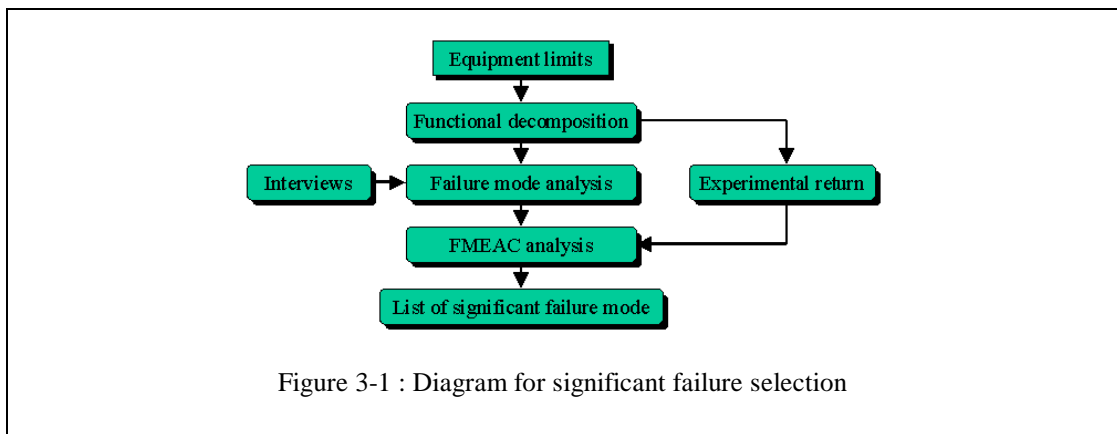 Equipment limits
Functional decomposition
Interviews
Failure mode analysis
Experimental return
FMEAC analysis
List of significant failure mode
Figure 3-1 : Diagram for significant failure selection